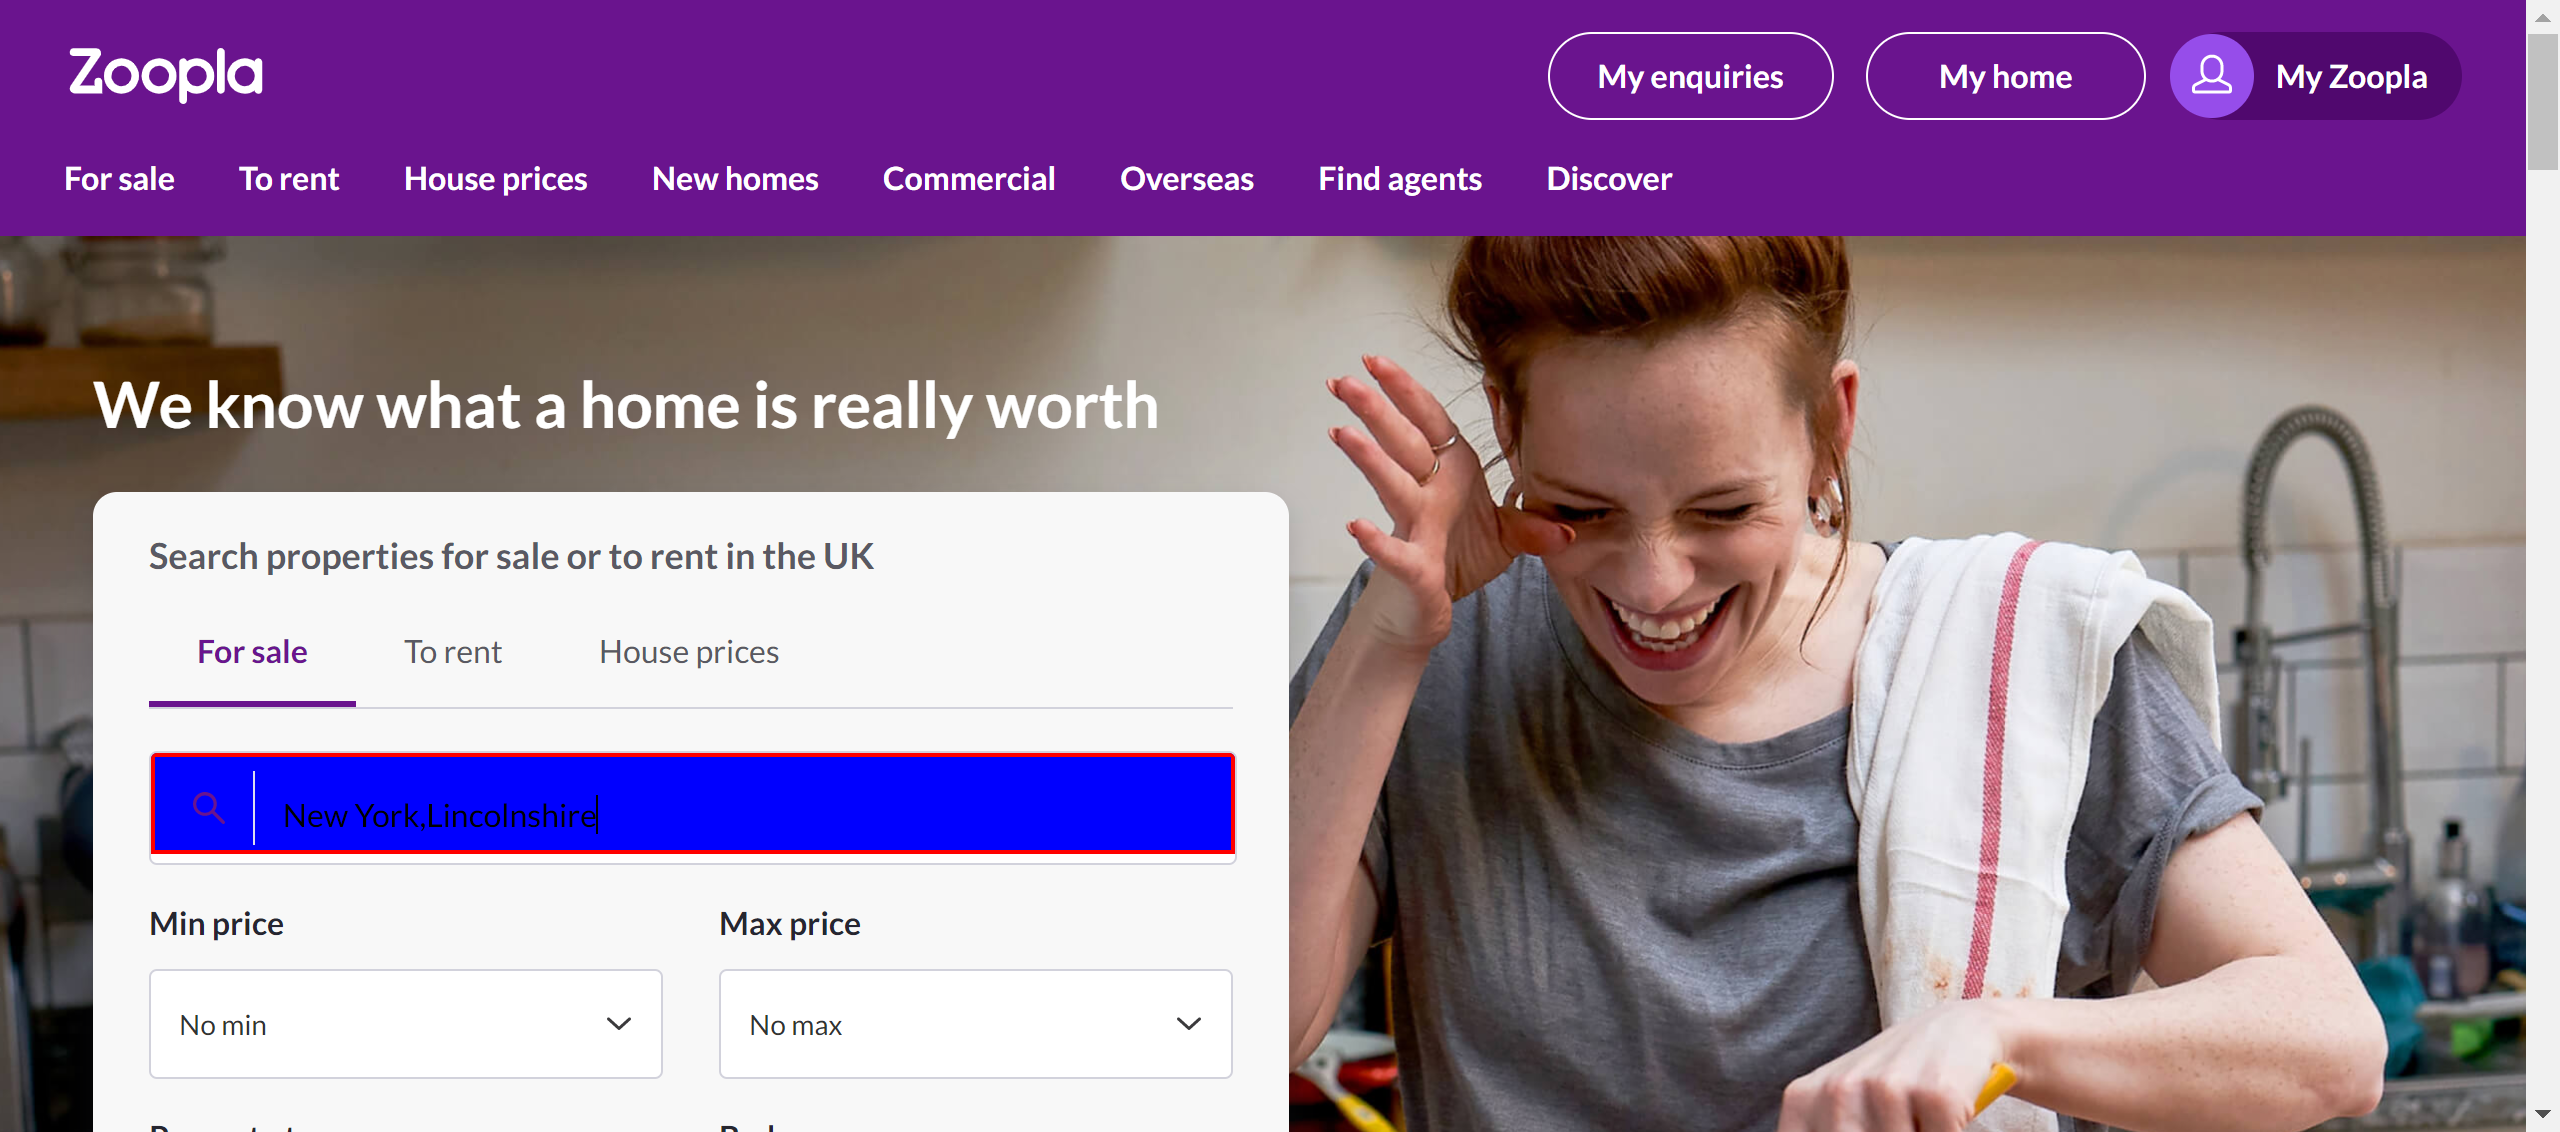 Zoopla
My enquiries
My home
My Zoopla
For sale
To rent
House prices
New homes
Commercial
Overseas
Find agents
Discover
We know what a home is really worth
Search properties for sale or to rent in the UK
For sale
To rent
House prices
New York,Lincolnshire
Min price
Max price
No min
No max